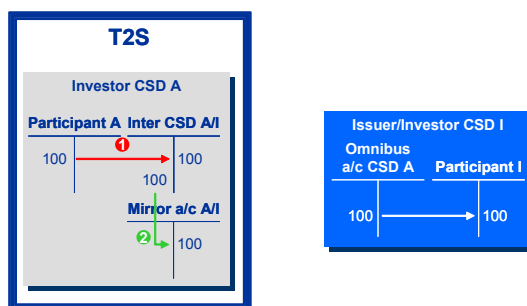 T2S
Investor CSD A
Participant A Inter CSD A/I
1
100 100
100
Mirror a/c A/I
2
100
Issuer/Investor CSD I
Omnibus
a/c CSD A Participant I
100 100